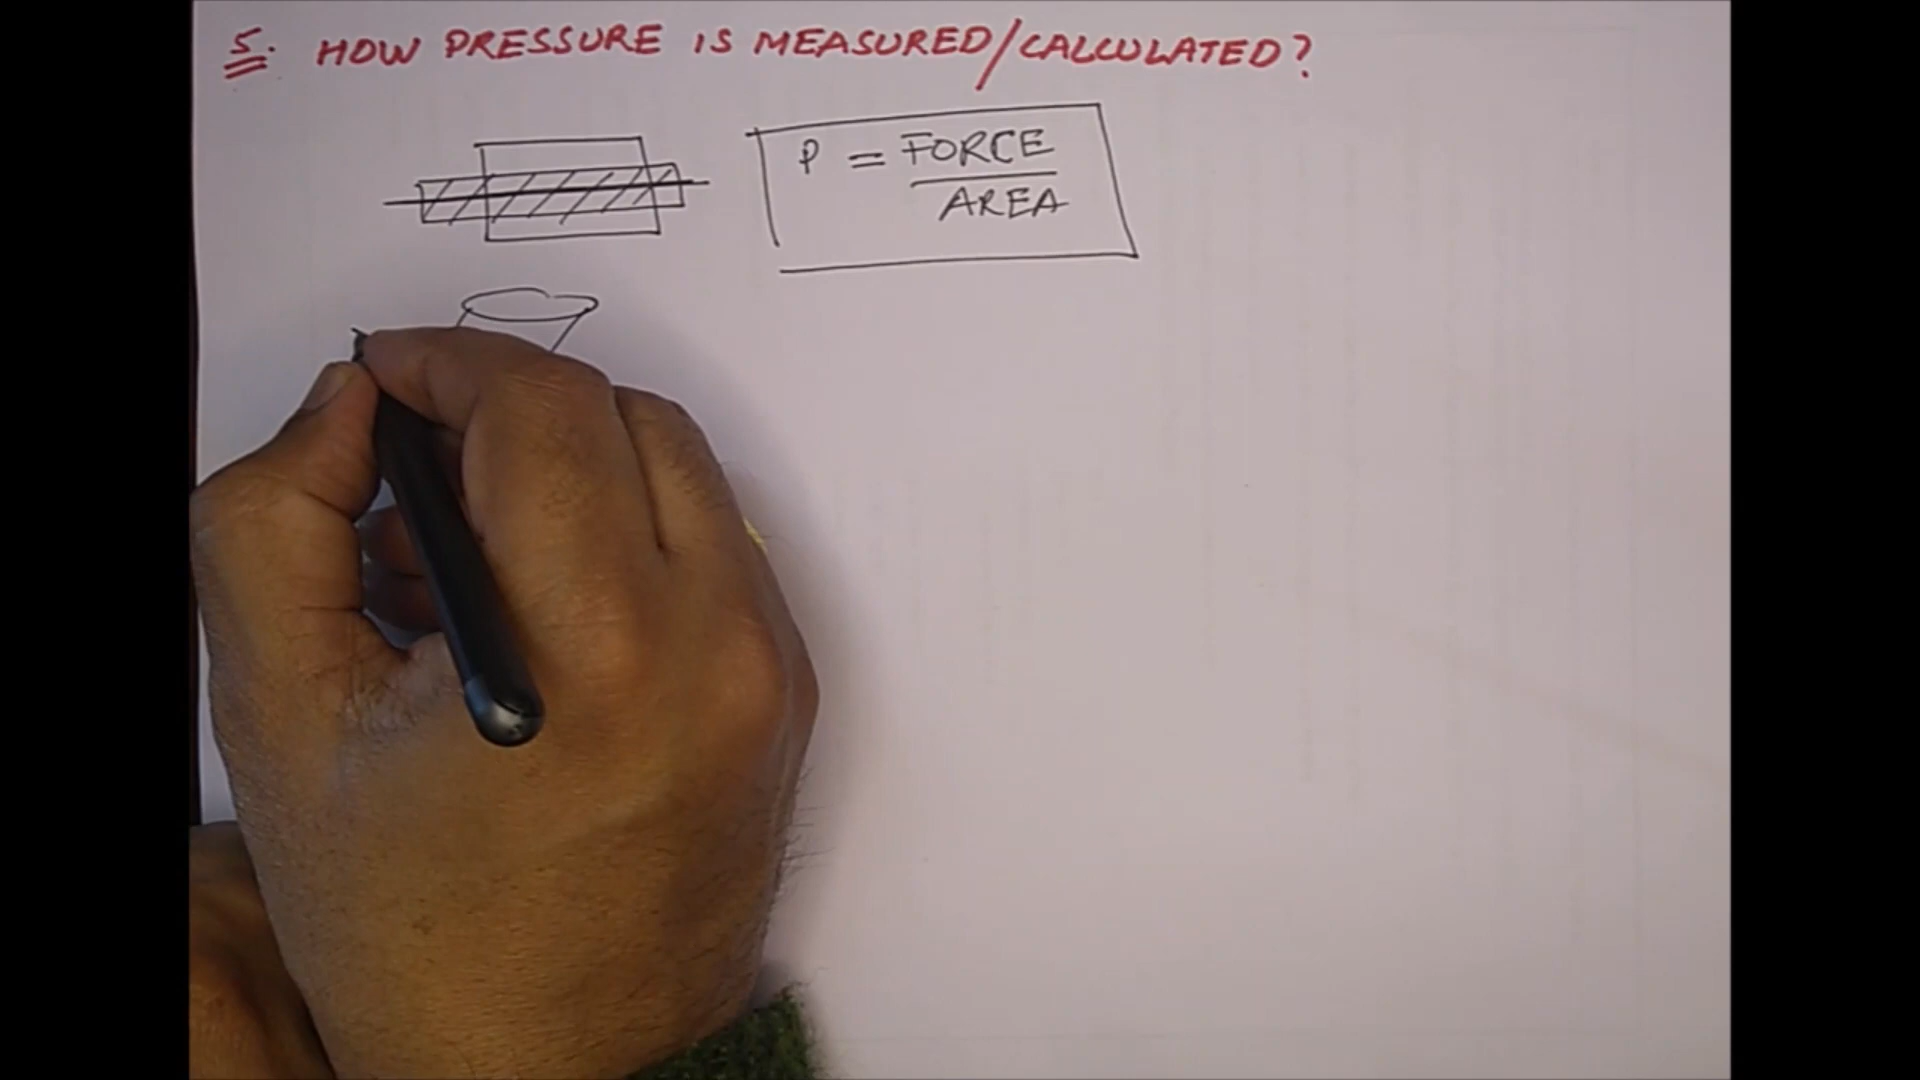 5. HOW PRESSURE IS MEASURED/CALCULATED?
P = FORCE
AREA